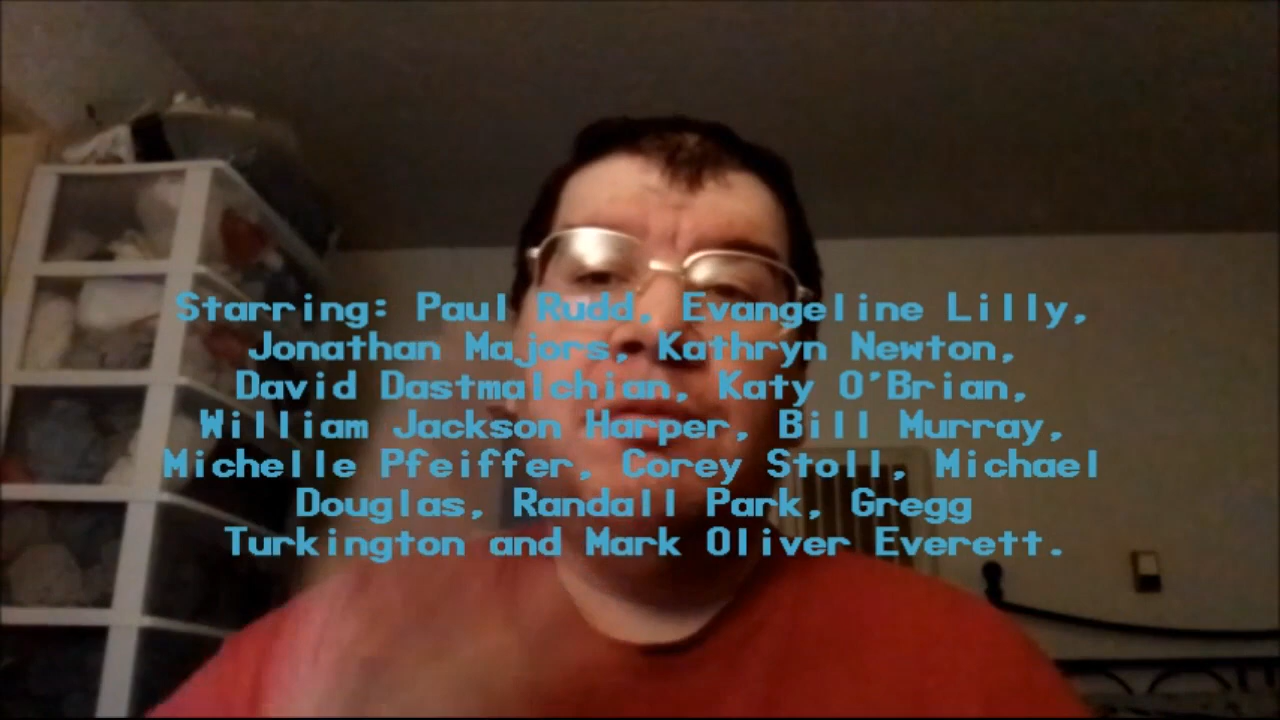 Starring: Paul Rudd, Evangeline Lilly,
Jonathan Majors, Kathryn Newton,
David Dastmalchian, Katy O'Brian,
William Jackson Harper, Bill Murray,
Michelle Pfeiffer, Corey Stoll, Michael
Douglas, Randall Park, Gregg
Turkington and Mark Oliver Everett.